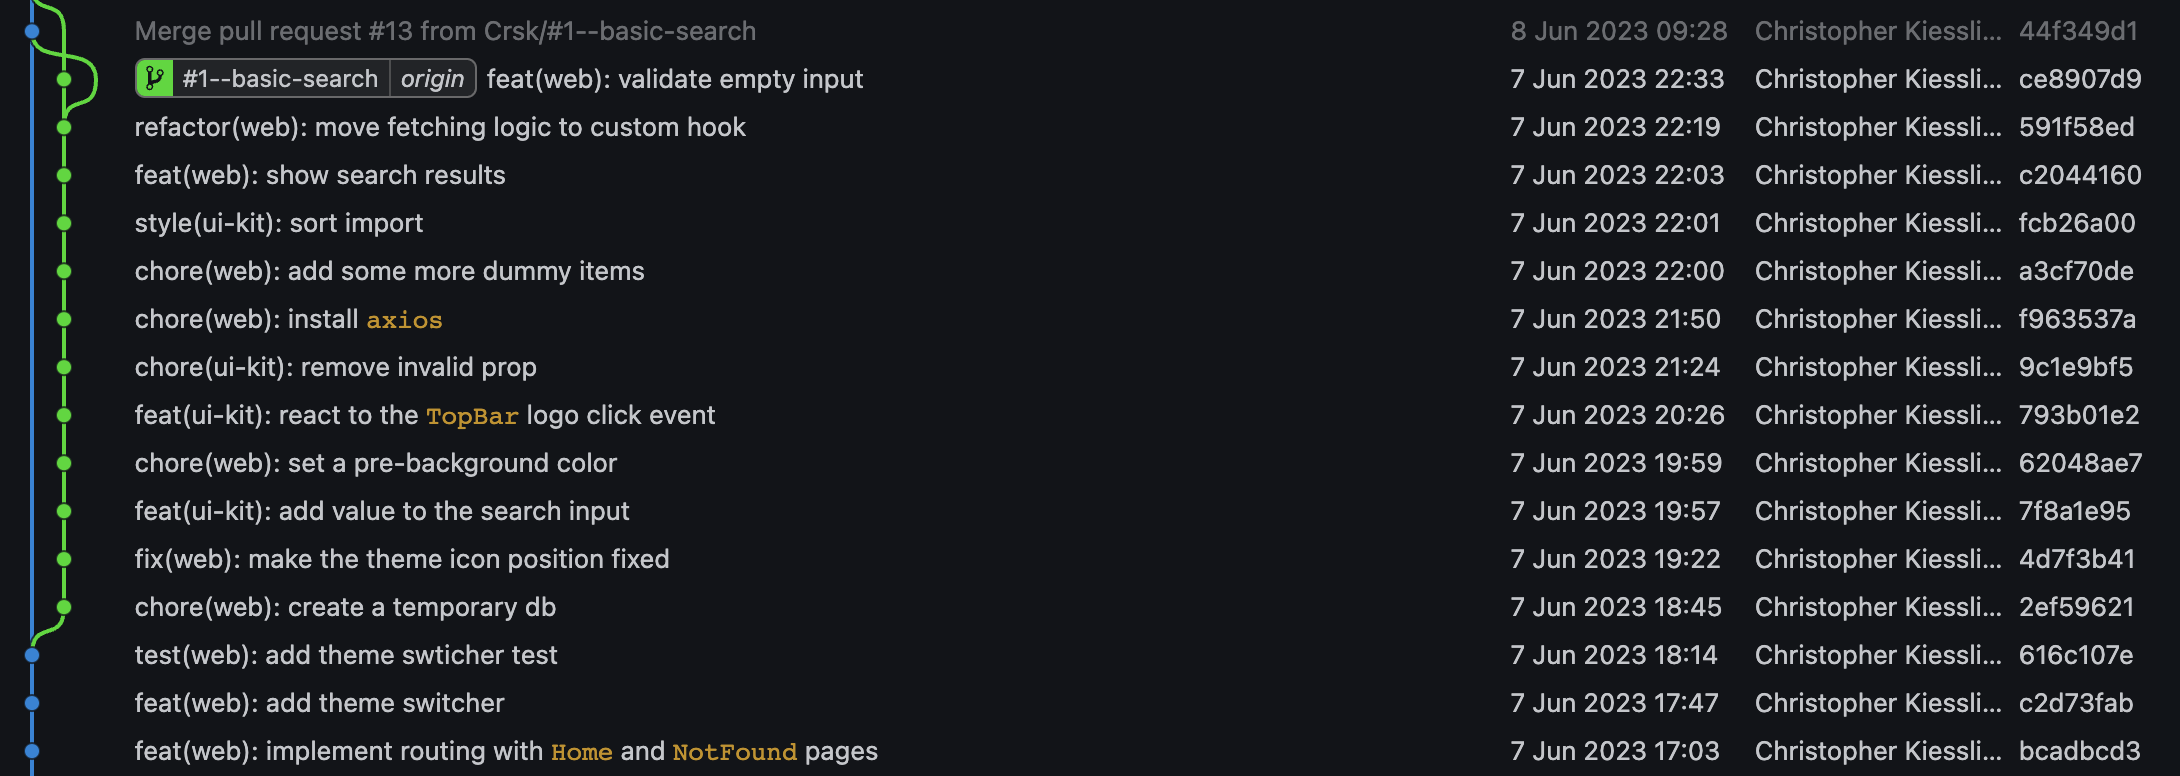 Merge pull request #13 from Crsk/#1--basic-search 8 Jun 2023 09:28 Christopher Kiessli... 44f349d1
#1--basic-search origin feat(web): validate empty input 7 Jun 2023 22:33 Christopher Kiessli... ce8907d9
refactor(web): move fetching logic to custom hook 7 Jun 2023 22:19 Christopher Kiessli... 591f58ed
feat(web): show search results 7 Jun 2023 22:03 Christopher Kiessli... c2044160
style(ui-kit): sort import 7 Jun 2023 22:01 Christopher Kiessli... fcb26a00
chore(web): add some more dummy items 7 Jun 2023 22:00 Christopher Kiessli... a3cf70de
chore(web): install axios 7 Jun 2023 21:50 Christopher Kiessli... f963537a
chore(ui-kit): remove invalid prop 7 Jun 2023 21:24 Christopher Kiessli... 9c1e9bf5
feat(ui-kit): react to the TopBar logo click event 7 Jun 2023 20:26 Christopher Kiessli... 793b01e2
chore(web): set a pre-background color 7 Jun 2023 19:59 Christopher Kiessli... 62048ae7
feat(ui-kit): add value to the search input 7 Jun 2023 19:57 Christopher Kiessli... 7f8a1e95
fix(web): make the theme icon position fixed 7 Jun 2023 19:22 Christopher Kiessli... 4d7f3b41
chore(web): create a temporary db 7 Jun 2023 18:45 Christopher Kiessli... 2ef59621
test(web): add theme swticher test 7 Jun 2023 18:14 Christopher Kiessli... 616c107e
feat(web): add theme switcher 7 Jun 2023 17:47 Christopher Kiessli... c2d73fab
feat(web): implement routing with Home and NotFound pages 7 Jun 2023 17:03 Christopher Kiessli... bcadbcd3